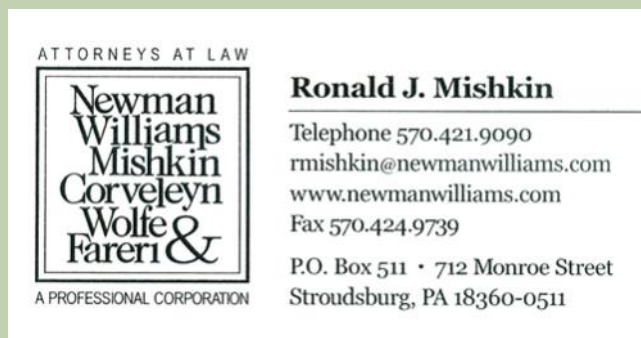 ATTORNEYS AT LAW
Newman
Williams
Mishkin
Corveleyn
Wolfe &
Fareri
A PROFESSIONAL CORPORATION
Ronald J. Mishkin
Telephone 570.421.9090
rmishkin@newmanwilliams.com
www.newmanwilliams.com
Fax 570.424.9739
P.O. Box 511 • 712 Monroe Street
Stroudsburg, PA 18360-0511